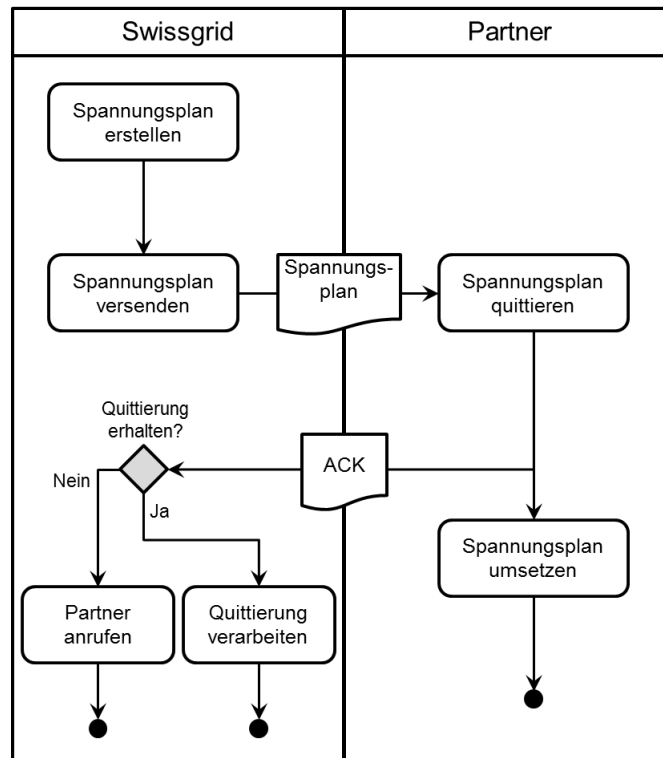 Swissgrid
Partner
Spannungsplan
erstellen
Spannungsplan
versenden
Spannungs-
plan
Spannungsplan
quittieren
Quittierung
erhalten?
ACK
Nein
Ja
Spannungsplan
umsetzen
Partner
anrufen
Quittierung
verarbeiten